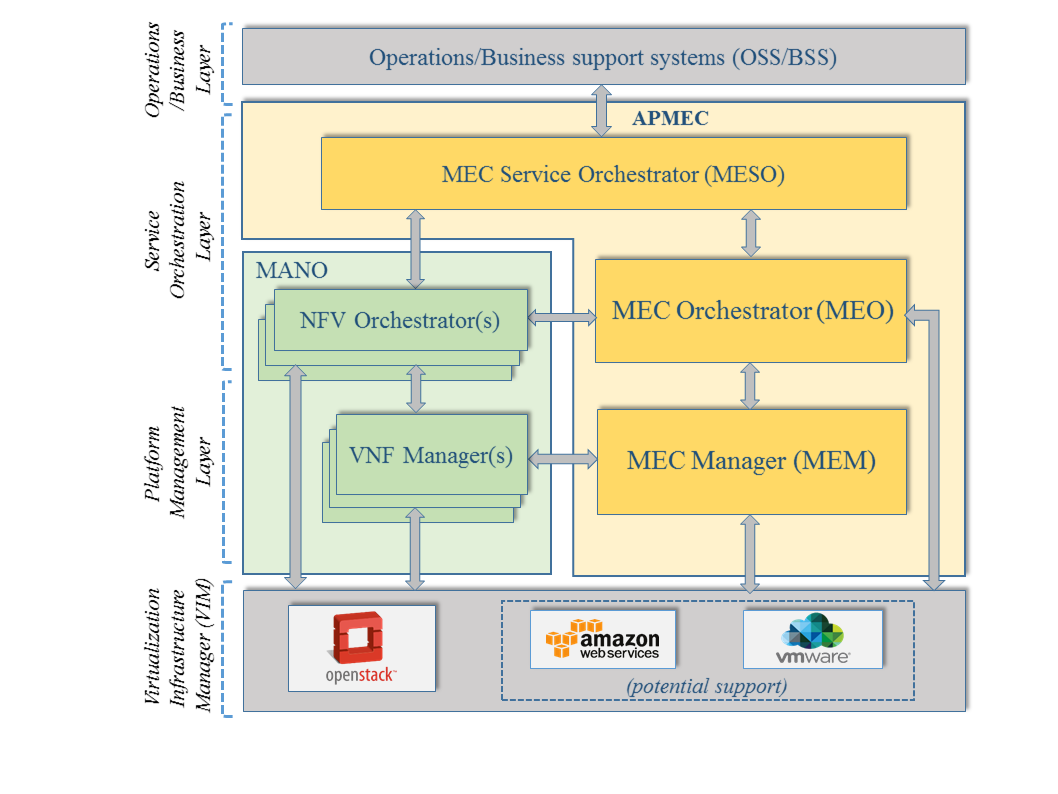 Operations
/Business
Layer
Operations/Business support systems (OSS/BSS)
APMEC
MEC Service Orchestrator (MESO)
Service
Orchestration
Layer
MANO
NFV Orchestrator(s)
MEC Orchestrator (MEO)
Platform
Management
Layer
VNF Manager(s)
MEC Manager (MEM)
Virtualization
Infrastructure
Manager (VIM)
openstack™
amazon
web services
vmware®
(potential support)